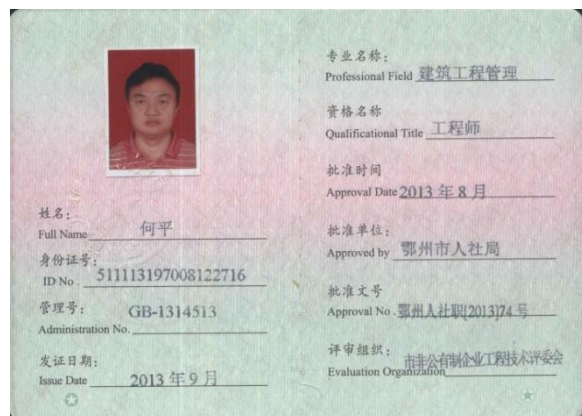 姓名：
Full Name 何平
身份证号：
ID No . 511113197008122716
管理号： GB-1314513
Administration No.
发证日期：
Issue Date 2013 年 9 月
专业名称：
Professional Field 建筑工程管理
资格名称
Qualificational Title 工程师
批准时间
Approval Date 2013 年 8 月
批准单位：
Approved by 鄂州市人社局
批准文号
Approval No . 鄂州人社职[2013]74 号
评审组织： 市非公有制企业工程技术评委会
Evaluation Organization